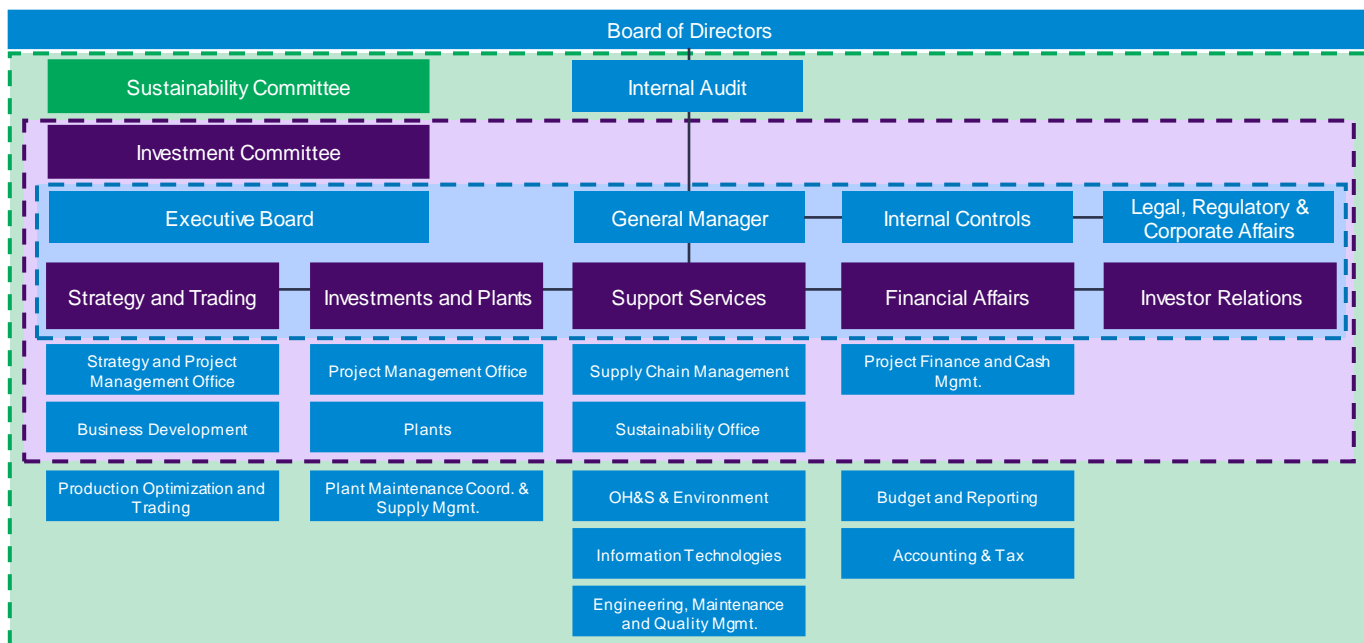 Board of Directors
Sustainability Committee
Internal Audit
Investment Committee
Executive Board
General Manager
Internal Controls
Legal, Regulatory &
Corporate Affairs
Strategy and Trading
Investments and Plants
Support Services
Financial Affairs
Investor Relations
Strategy and Project
Management Office
Project Management Office
Supply Chain Management
Project Finance and Cash
Mgmt.
Business Development
Plants
Sustainability Office
Production Optimization and
Trading
Plant Maintenance Coord. &
Supply Mgmt.
OH&S & Environment
Budget and Reporting
Information Technologies
Accounting & Tax
Engineering, Maintenance
and Quality Mgmt.